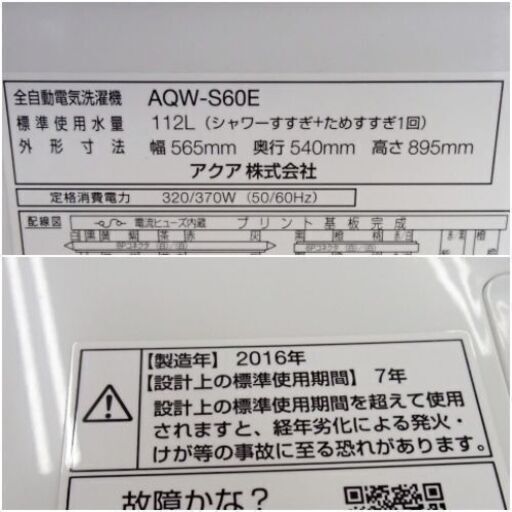 全自動電気洗濯機 AQW-S60E
標準使用水量 112L（シャワーすすぎ+ためすすぎ1回）
外形寸法 幅565mm 奥行540mm 高さ895mm
アクア株式会社
定格消費電力 320/370W（50/60Hz）
配線図 電流ヒューズ内蔵 プリント基板完成
【製造年】2016年
【設計上の標準使用期間】7年
設計上の標準使用期間を超えて使用
されますと、経年劣化による発火・
けが等の事故に至る恐れがあります。
故障かな？